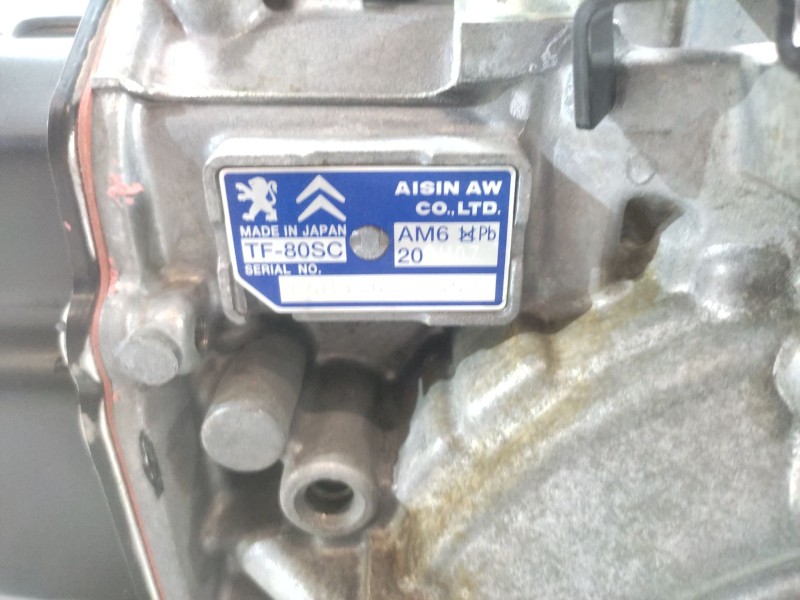 AISIN AW
CO.,LTD.
MADE IN JAPAN
TF-80SC
AM6 Pb
20
SERIAL NO.